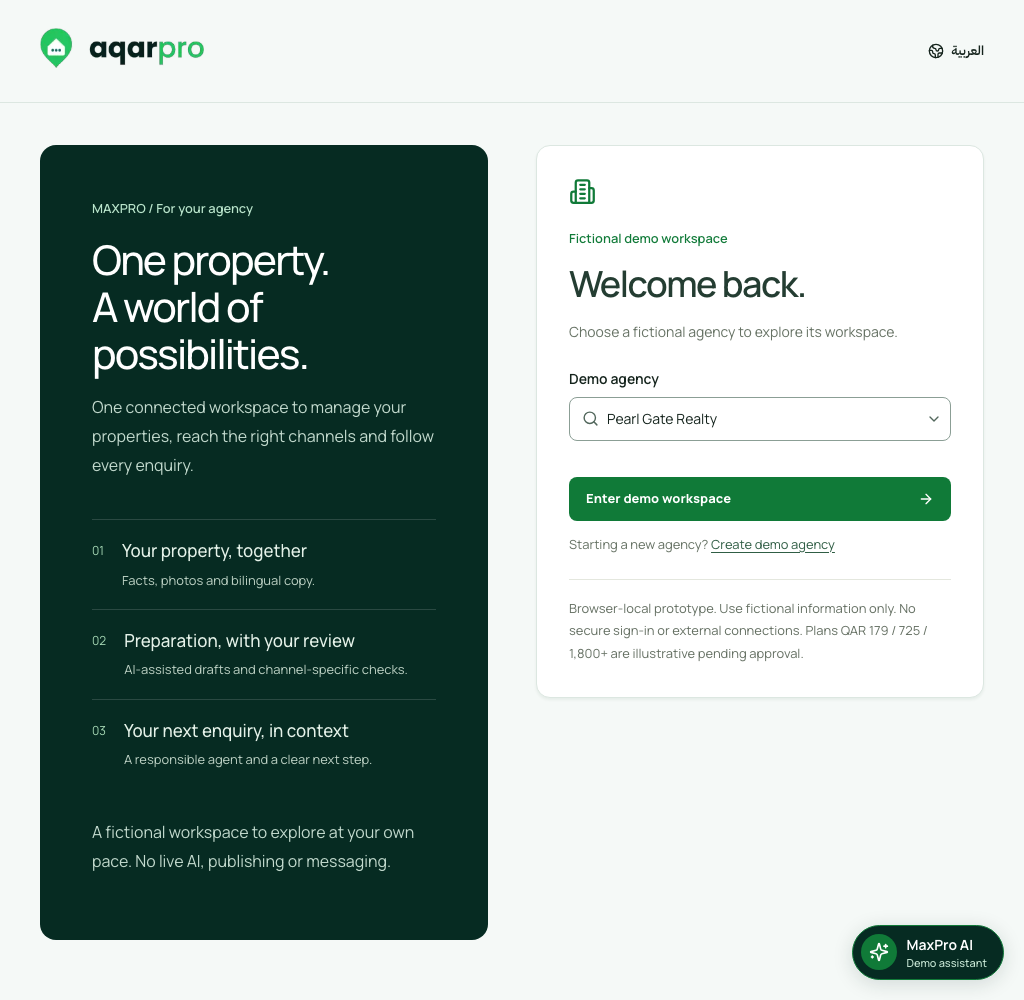 aqarpro
العربية
MAXPRO / For your agency
One property.
A world of
possibilities.
One connected workspace to manage your
properties, reach the right channels and follow
every enquiry.
01 Your property, together
Facts, photos and bilingual copy.
02 Preparation, with your review
AI-assisted drafts and channel-specific checks.
03 Your next enquiry, in context
A responsible agent and a clear next step.
A fictional workspace to explore at your own
pace. No live AI, publishing or messaging.
Fictional demo workspace
Welcome back.
Choose a fictional agency to explore its workspace.
Demo agency
Pearl Gate Realty
Enter demo workspace
Starting a new agency? Create demo agency
Browser-local prototype. Use fictional information only. No
secure sign-in or external connections. Plans QAR 179 / 725 /
1,800+ are illustrative pending approval.
MaxPro AI
Demo assistant